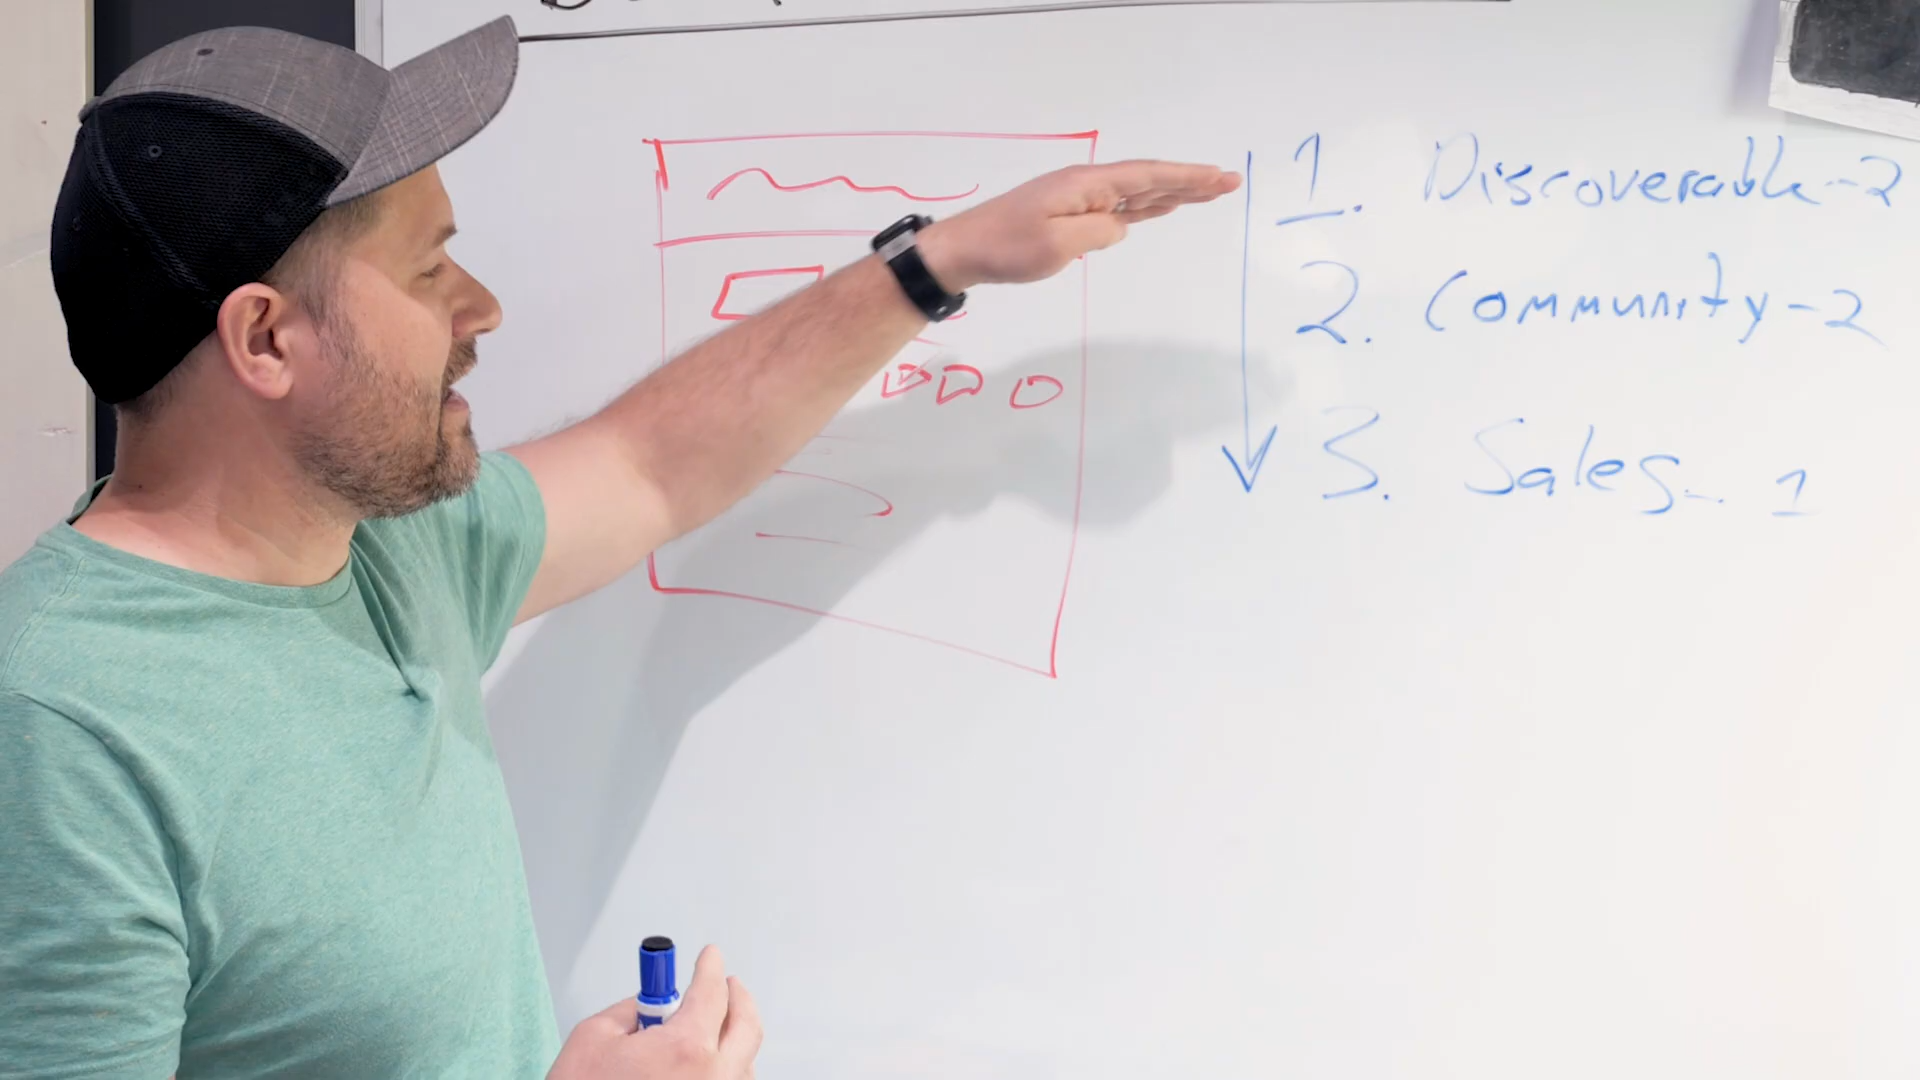 1. Discoverable-2
2. Community-2
3. Sales-1